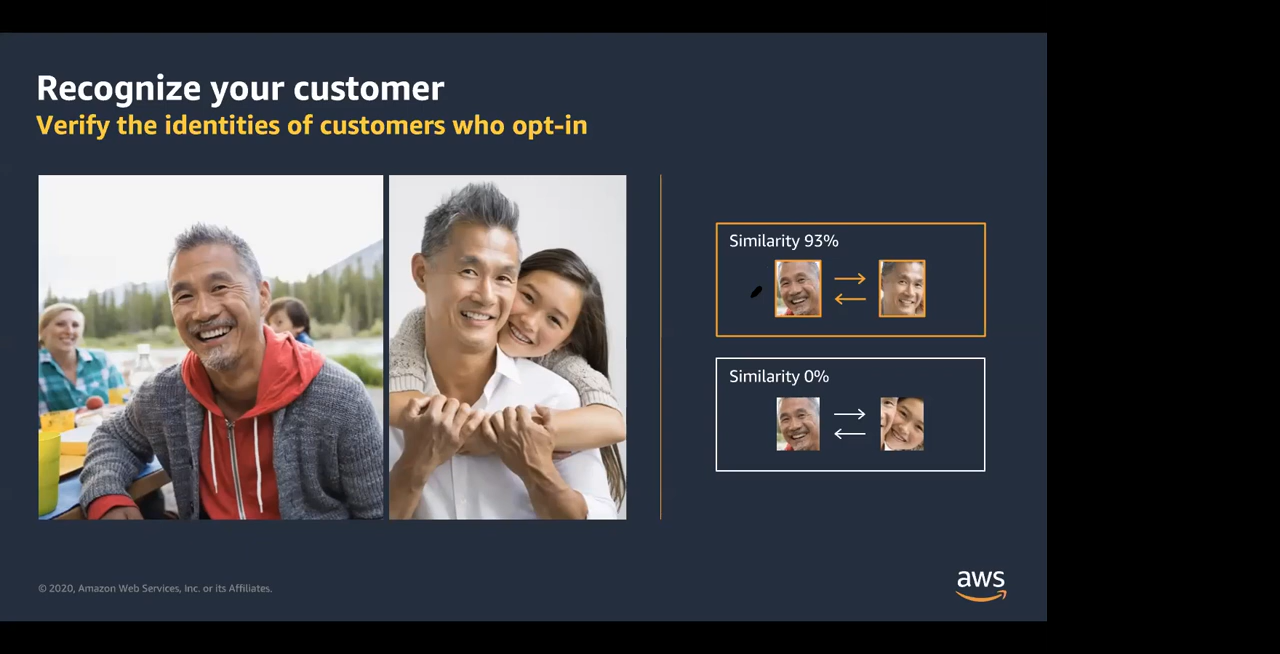 Recognize your customer
Verify the identities of customers who opt-in
Similarity 93%
Similarity 0%
© 2020, Amazon Web Services, Inc. or its Affiliates.
aws